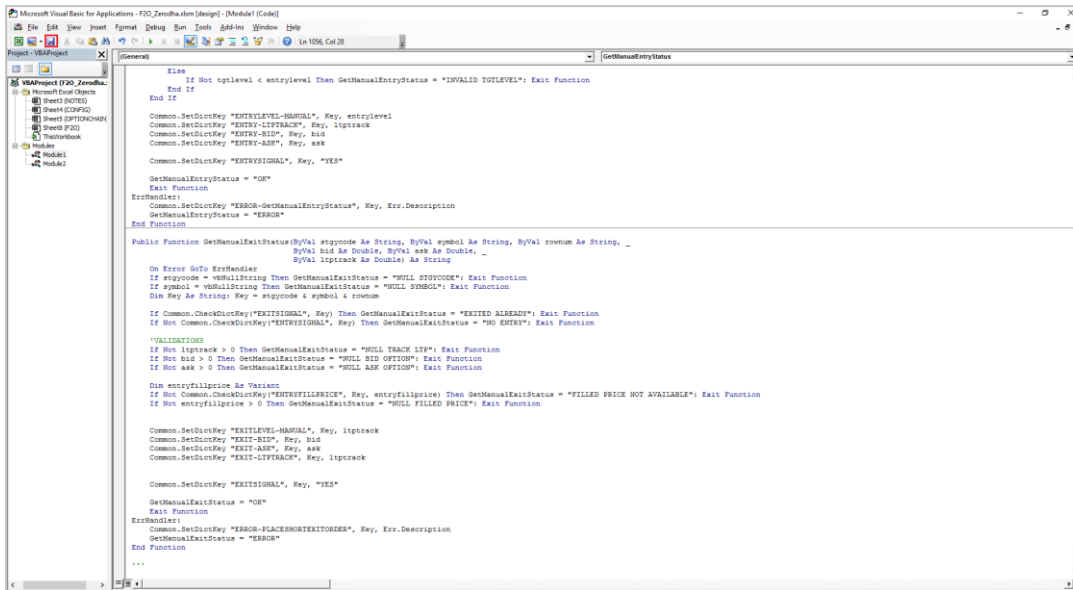 Microsoft Visual Basic for Applications - F2O_Zerodha.xlsm [design] - [Module1 (Code)]
File Edit View Insert Format Debug Run Tools Add-Ins Window Help
Ln 1056, Col 28
Project - VBAProject
(General)
GetManualEntryStatus
VBAProject (F2O_Zerodha.:
Microsoft Excel Objects
Sheet3 (NOTES)
Sheet4 (CONFIG)
Sheet5 (OPTIONCHAIN)
Sheet8 (F2O)
ThisWorkbook
Modules
Module1
Module2
Else
If Not tgtlevel < entrylevel Then GetManualEntryStatus = "INVALID TGTLEVEL": Exit Function
End If
End If
Common.SetDictKey "ENTRYLEVEL-MANUAL", Key, entrylevel
Common.SetDictKey "ENTRY-LTPTRACK", Key, ltptrack
Common.SetDictKey "ENTRY-BID", Key, bid
Common.SetDictKey "ENTRY-ASK", Key, ask
Common.SetDictKey "ENTRYSIGNAL", Key, "YES"
GetManualEntryStatus = "OK"
Exit Function
ErrHandler:
Common.SetDictKey "ERROR-GetManualEntryStatus", Key, Err.Description
GetManualEntryStatus = "ERROR"
End Function
Public Function GetManualExitStatus(ByVal stgycode As String, ByVal symbol As String, ByVal rownum As String, _
ByVal bid As Double, ByVal ask As Double, _
ByVal ltptrack As Double) As String
On Error GoTo ErrHandler
If stgycode = vbNullString Then GetManualExitStatus = "NULL STGYCODE": Exit Function
If symbol = vbNullString Then GetManualExitStatus = "NULL SYMBOL": Exit Function
Dim Key As String: Key = stgycode & symbol & rownum
If Common.CheckDictKey("EXITSIGNAL", Key) Then GetManualExitStatus = "EXITED ALREADY": Exit Function
If Not Common.CheckDictKey("ENTRYSIGNAL", Key) Then GetManualExitStatus = "NO ENTRY": Exit Function
'VALIDATIONS
If Not ltptrack > 0 Then GetManualExitStatus = "NULL TRACK LTP": Exit Function
If Not bid > 0 Then GetManualExitStatus = "NULL BID OPTION": Exit Function
If Not ask > 0 Then GetManualExitStatus = "NULL ASK OPTION": Exit Function
Dim entryfillprice As Variant
If Not Common.CheckDictKey("ENTRYFILLPRICE", Key, entryfillprice) Then GetManualExitStatus = "FILLED PRICE NOT AVAILABLE": Exit Function
If Not entryfillprice > 0 Then GetManualExitStatus = "NULL FILLED PRICE": Exit Function
Common.SetDictKey "EXITLEVEL-MANUAL", Key, ltptrack
Common.SetDictKey "EXIT-BID", Key, bid
Common.SetDictKey "EXIT-ASK", Key, ask
Common.SetDictKey "EXIT-LTPTRACK", Key, ltptrack
Common.SetDictKey "EXITSIGNAL", Key, "YES"
GetManualExitStatus = "OK"
Exit Function
ErrHandler:
Common.SetDictKey "ERROR-PLACESHORTEXITORDER", Key, Err.Description
GetManualExitStatus = "ERROR"
End Function
'''